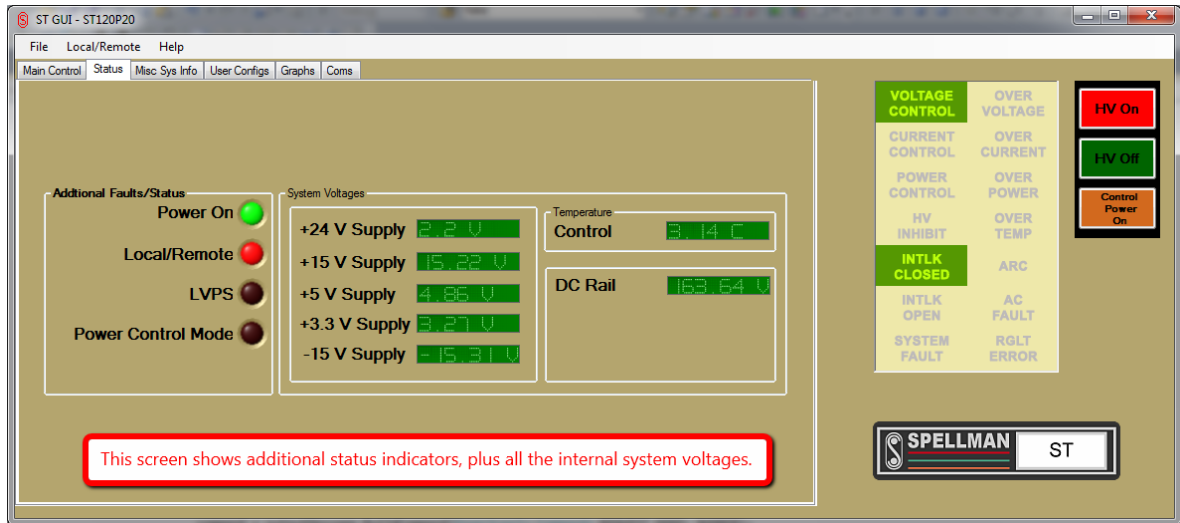 ST GUI - ST120P20
File Local/Remote Help
Main Control Status Misc Sys Info User Configs Graphs Coms
Addtional Faults/Status
Power On
Local/Remote
LVPS
Power Control Mode
System Voltages
+24 V Supply 2.2 V
+15 V Supply 15.22 V
+5 V Supply 4.86 V
+3.3 V Supply 3.27 V
-15 V Supply -15.31 V
Temperature
Control 3.14 C
DC Rail 163.64 V
This screen shows additional status indicators, plus all the internal system voltages.
VOLTAGE CONTROL
OVER VOLTAGE
CURRENT CONTROL
OVER CURRENT
POWER CONTROL
OVER POWER
HV INHIBIT
OVER TEMP
INTLK CLOSED
ARC
INTLK OPEN
AC FAULT
SYSTEM FAULT
RGLT ERROR
HV On
HV Off
Control Power On
SPELLMAN ST